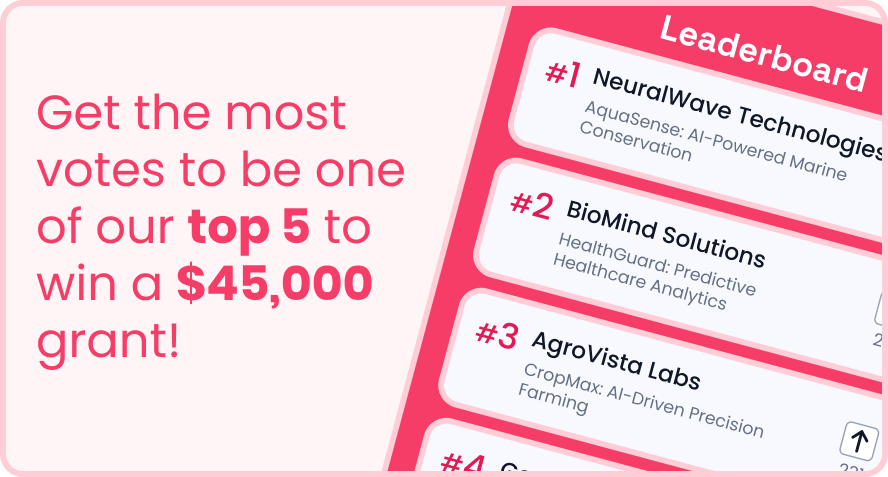 Get the most
votes to be one
of our top 5 to
win a $45,000
grant!
Leaderboard
#1 NeuralWave Technologies
AquaSense: AI-Powered Marine
Conservation
#2 BioMind Solutions
HealthGuard: Predictive
Healthcare Analytics
#3 AgroVista Labs
CropMax: AI-Driven Precision
Farming
#4